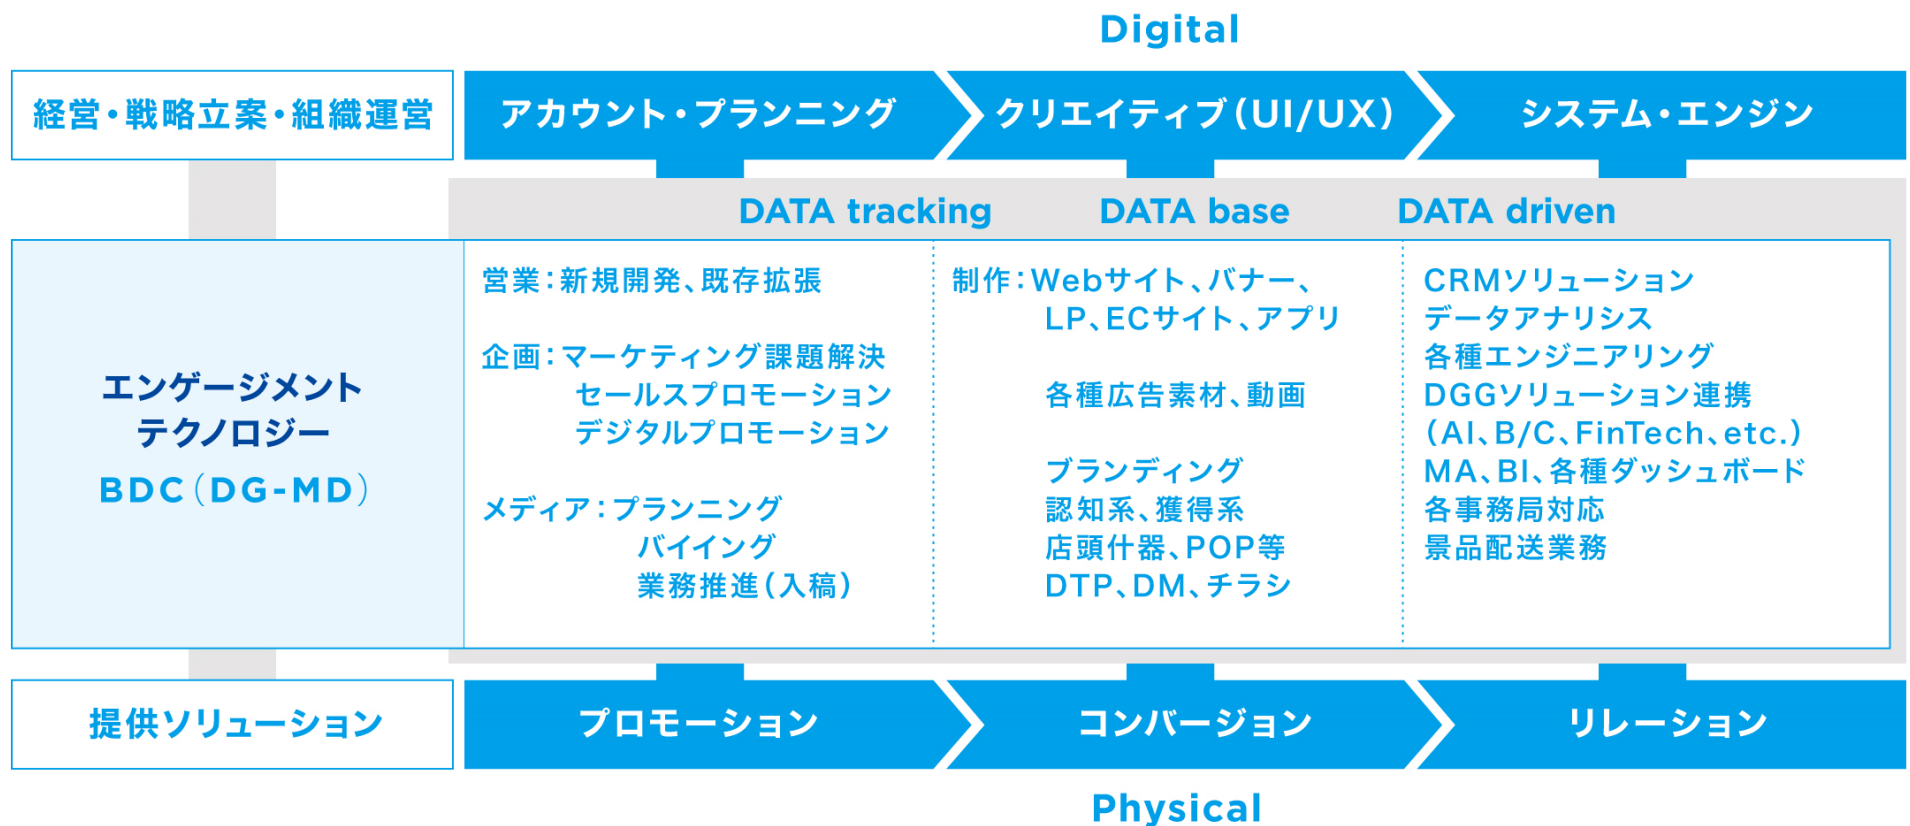 Digital
経営・戦略立案・組織運営
アカウント・プランニング
クリエイティブ(UI/UX)
システム・エンジン
DATA tracking
DATA base
DATA driven
エンゲージメント
テクノロジー
BDC(DG-MD)
営業:新規開発、既存拡張
企画:マーケティング課題解決
セールスプロモーション
デジタルプロモーション
メディア:プランニング
バイイング
業務推進(入稿)
制作:Webサイト、バナー、
LP、ECサイト、アプリ
各種広告素材、動画
ブランディング
認知系、獲得系
店頭什器、POP等
DTP、DM、チラシ
CRMソリューション
データアナリシス
各種エンジニアリング
DGGソリューション連携
(AI、B/C、FinTech、etc.)
MA、BI、各種ダッシュボード
各事務局対応
景品配送業務
提供ソリューション
プロモーション
コンバージョン
リレーション
Physical